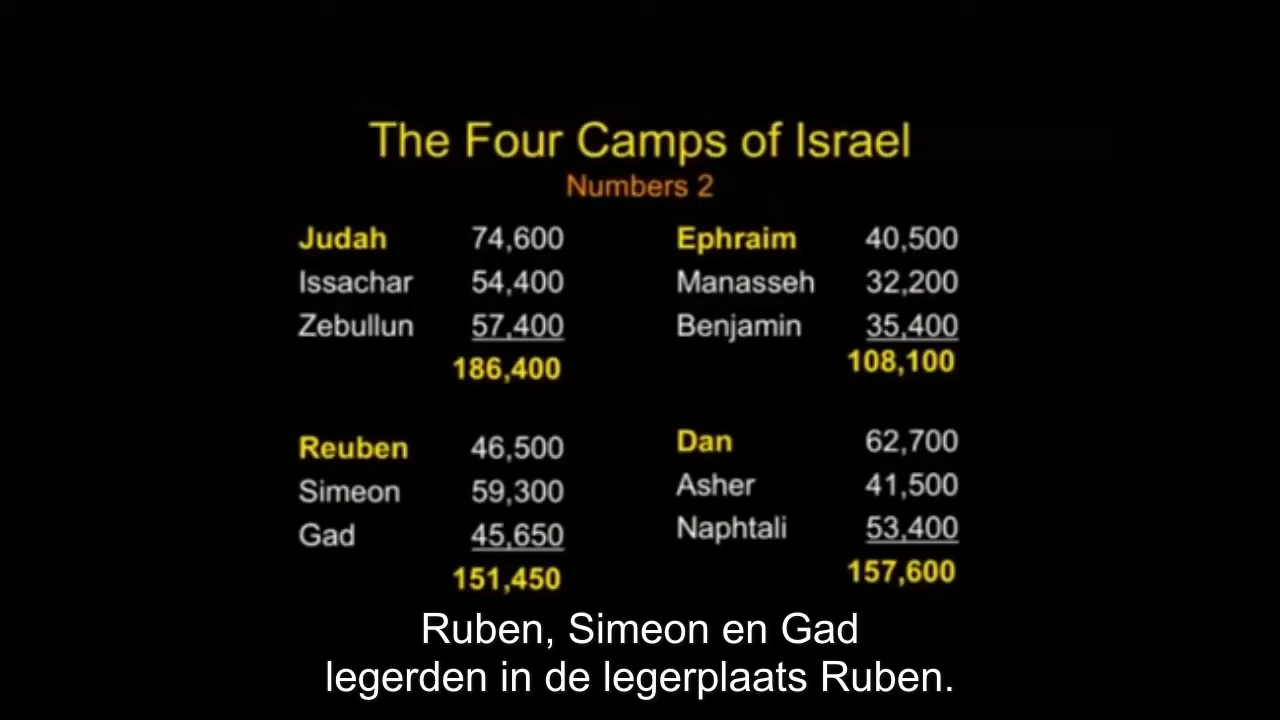 The Four Camps of Israel
Numbers 2
Judah 74,600
Issachar 54,400
Zebullun 57,400
186,400
Ephraim 40,500
Manasseh 32,200
Benjamin 35,400
108,100
Reuben 46,500
Simeon 59,300
Gad 45,650
151,450
Dan 62,700
Asher 41,500
Naphtali 53,400
157,600
Ruben, Simeon en Gad
legerden in de legerplaats Ruben.